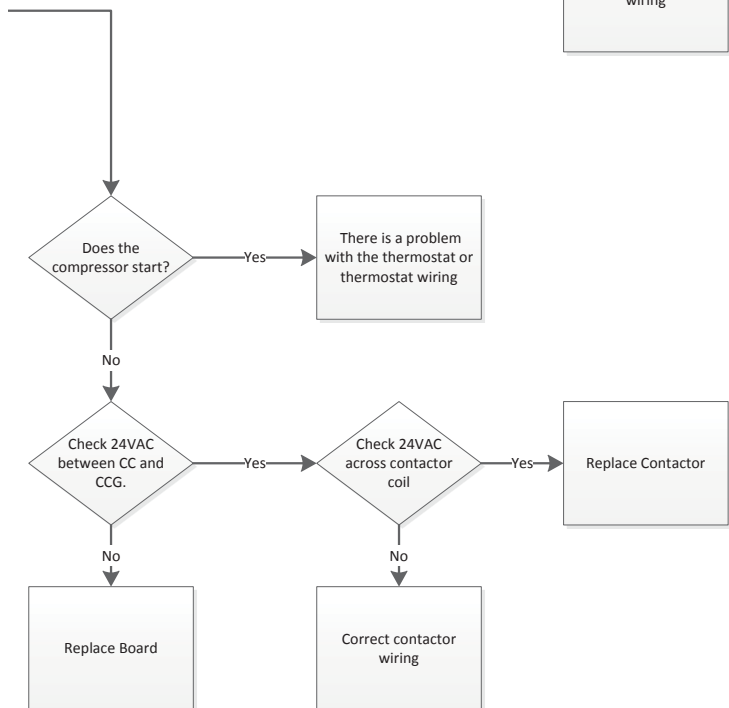 wiring
Does the
compressor start?
Yes
There is a problem
with the thermostat or
thermostat wiring
No
Check 24VAC
between CC and
CCG.
Yes
Check 24VAC
across contactor
coil
Yes
Replace Contactor
No
No
Replace Board
Correct contactor
wiring